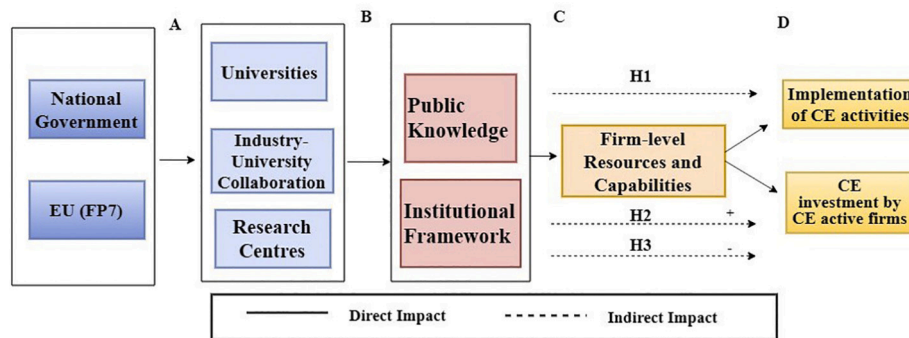 A
B
C
D
National
Government
EU (FP7)
Universities
Industry-
University
Collaboration
Research
Centres
Public
Knowledge
Institutional
Framework
H1
Firm-level
Resources and
Capabilities
H2 +
H3 -
Implementation
of CE activities
CE
investment by
CE active firms
Direct Impact
Indirect Impact